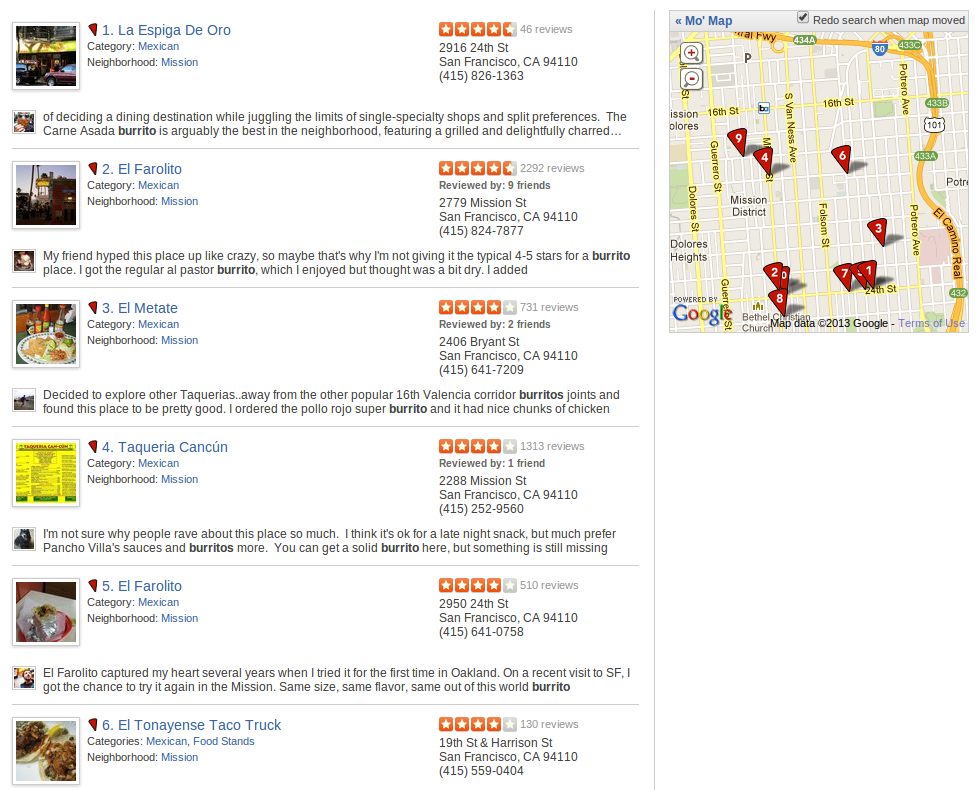 1. La Espiga De Oro
Category: Mexican
Neighborhood: Mission
46 reviews
2916 24th St
San Francisco, CA 94110
(415) 826-1363
of deciding a dining destination while juggling the limits of single-specialty shops and split preferences. The
Carne Asada burrito is arguably the best in the neighborhood, featuring a grilled and delightfully charred…
2. El Farolito
Category: Mexican
Neighborhood: Mission
2292 reviews
Reviewed by: 9 friends
2779 Mission St
San Francisco, CA 94110
(415) 824-7877
My friend hyped this place up like crazy, so maybe that's why I'm not giving it the typical 4-5 stars for a burrito
place. I got the regular al pastor burrito, which I enjoyed but thought was a bit dry. I added
3. El Metate
Category: Mexican
Neighborhood: Mission
731 reviews
Reviewed by: 2 friends
2406 Bryant St
San Francisco, CA 94110
(415) 641-7209
Decided to explore other Taquerias..away from the other popular 16th Valencia corridor burritos joints and
found this place to be pretty good. I ordered the pollo rojo super burrito and it had nice chunks of chicken
4. Taqueria Cancún
Category: Mexican
Neighborhood: Mission
1313 reviews
Reviewed by: 1 friend
2288 Mission St
San Francisco, CA 94110
(415) 252-9560
I'm not sure why people rave about this place so much. I think it's ok for a late night snack, but much prefer
Pancho Villa's sauces and burritos more. You can get a solid burrito here, but something is still missing
5. El Farolito
Category: Mexican
Neighborhood: Mission
510 reviews
2950 24th St
San Francisco, CA 94110
(415) 641-0758
El Farolito captured my heart several years when I tried it for the first time in Oakland. On a recent visit to SF, I
got the chance to try it again in the Mission. Same size, same flavor, same out of this world burrito
6. El Tonayense Taco Truck
Categories: Mexican, Food Stands
Neighborhood: Mission
130 reviews
19th St & Harrison St
San Francisco, CA 94110
(415) 559-0404
« Mo' Map
Redo search when map moved
ral Fwy
434A
80
433C
P
Potrero Ave
S Van Ness Ave
16th St
16th St
433B
101
ission
olores
Guerrero St
9
4
6
433A
Potre
Mission
District
Dolores St
Folsom St
Potrero Ave
El Camino Real
3
Dolores
Heights
2
0
7
1
24th St
432
8
Guerrero St
POWERED BY
Google
Bethel Christian
Church
Map data ©2013 Google - Terms of Use